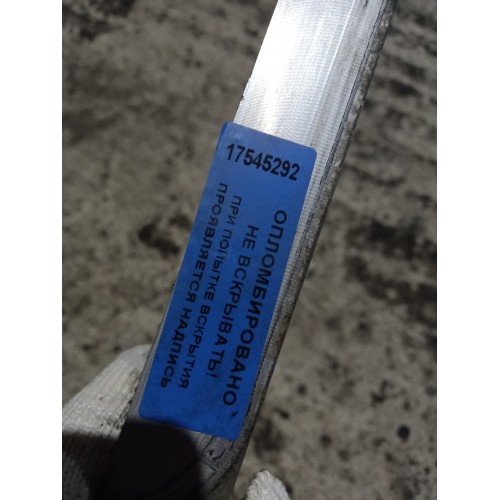 17545292
ОПЛОМБИРОВАНО
НЕ ВСКРЫВАТЬ!
ПРИ ПОПЫТКЕ ВСКРЫТИЯ
ПРОЯВЛЯЕТСЯ НАДПИСЬ